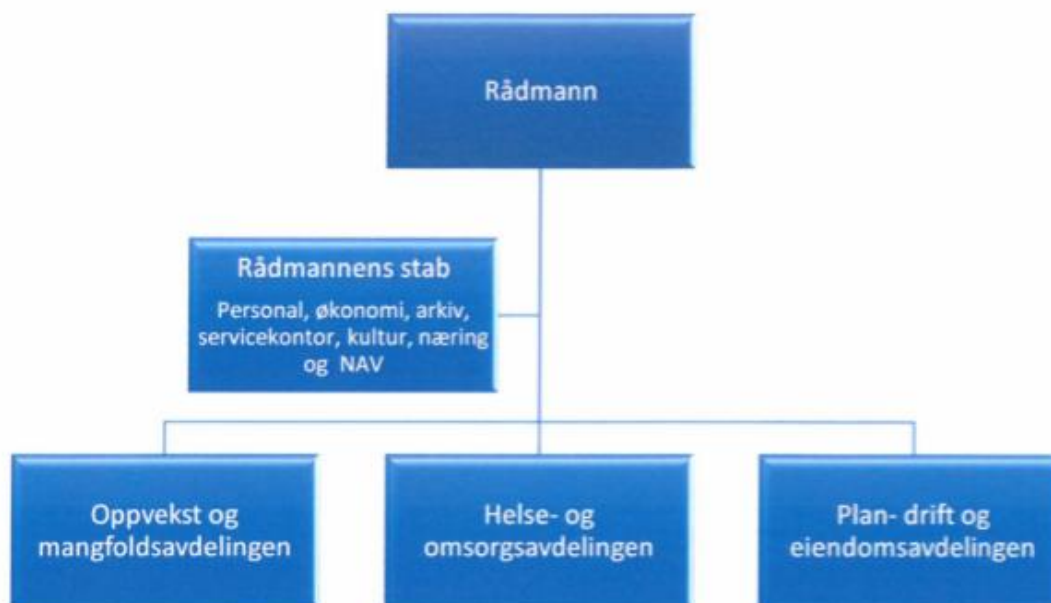 Rådmann
Rådmannens stab
Personal, økonomi, arkiv,
servicekontor, kultur, næring
og NAV
Oppvekst og
mangfoldsavdelingen
Helse- og
omsorgsavdelingen
Plan- drift og
eiendomsavdelingen